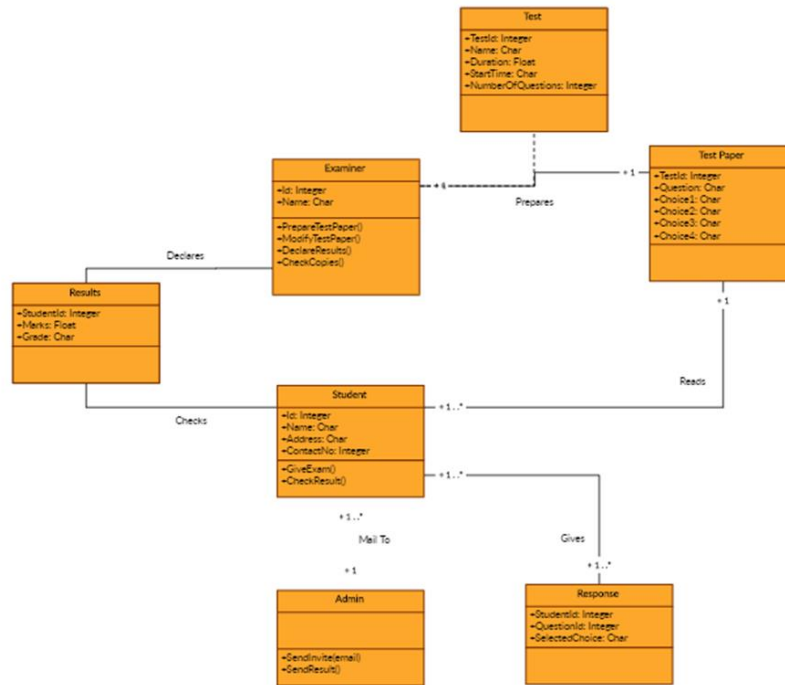 Test
+TestId: Integer
+Name: Char
+Duration: Float
+StartTime: Char
+NumberOfQuestions: Integer
Examiner
+Id: Integer
+Name: Char
+PrepareTestPaper()
+ModifyTestPaper()
+DeclareResults()
+CheckCopies()
+1
Prepares
+1
Test Paper
+TestId: Integer
+Question: Char
+Choice1: Char
+Choice2: Char
+Choice3: Char
+Choice4: Char
+1
Declares
Results
+StudentId: Integer
+Marks: Float
+Grade: Char
Checks
Student
+Id: Integer
+Name: Char
+Address: Char
+ContactNo: Integer
+GiveExam()
+CheckResult()
+1..*
Reads
+1..*
+1..*
Mail To
+1
Gives
+1..*
Admin
+SendInvite(email)
+SendResult()
Response
+StudentId: Integer
+QuestionId: Integer
+SelectedChoice: Char